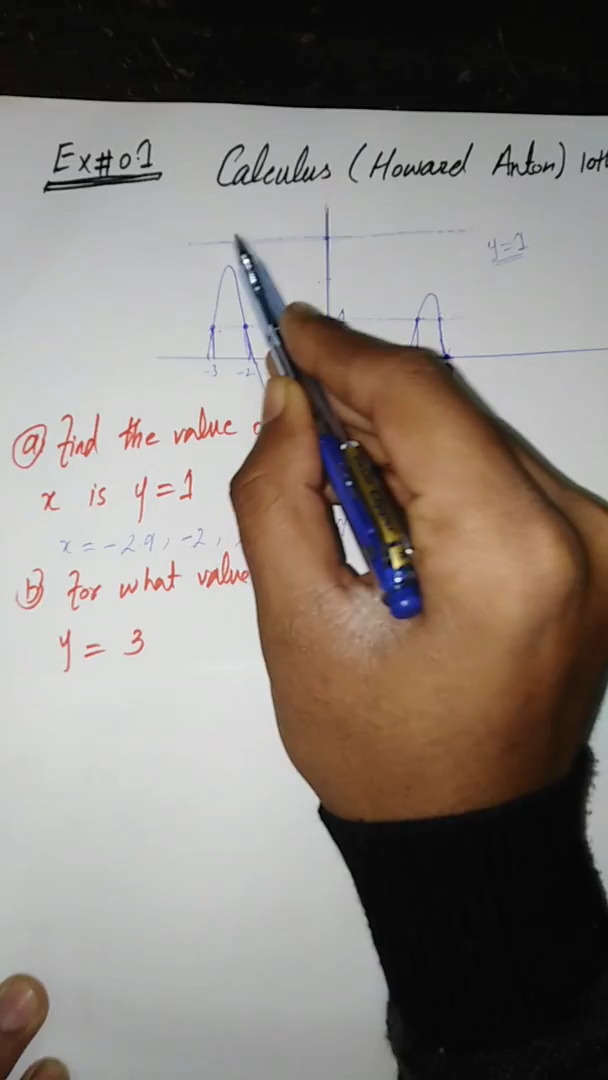 Ex#01 Calculus (Howard Anton) 10th
y=1
-3 -2
(a) Find the value
x is y=1
x = -2.9, -2,
(b) For what value
y = 3